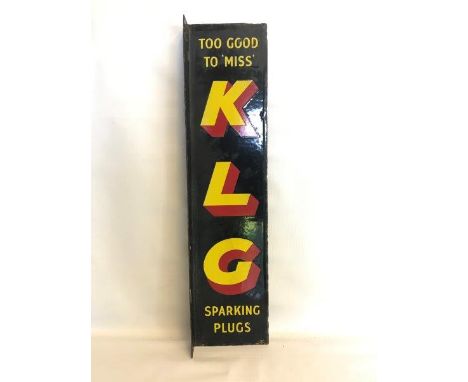 TOO GOOD
TO 'MISS'
K
L
G
SPARKING
PLUGS